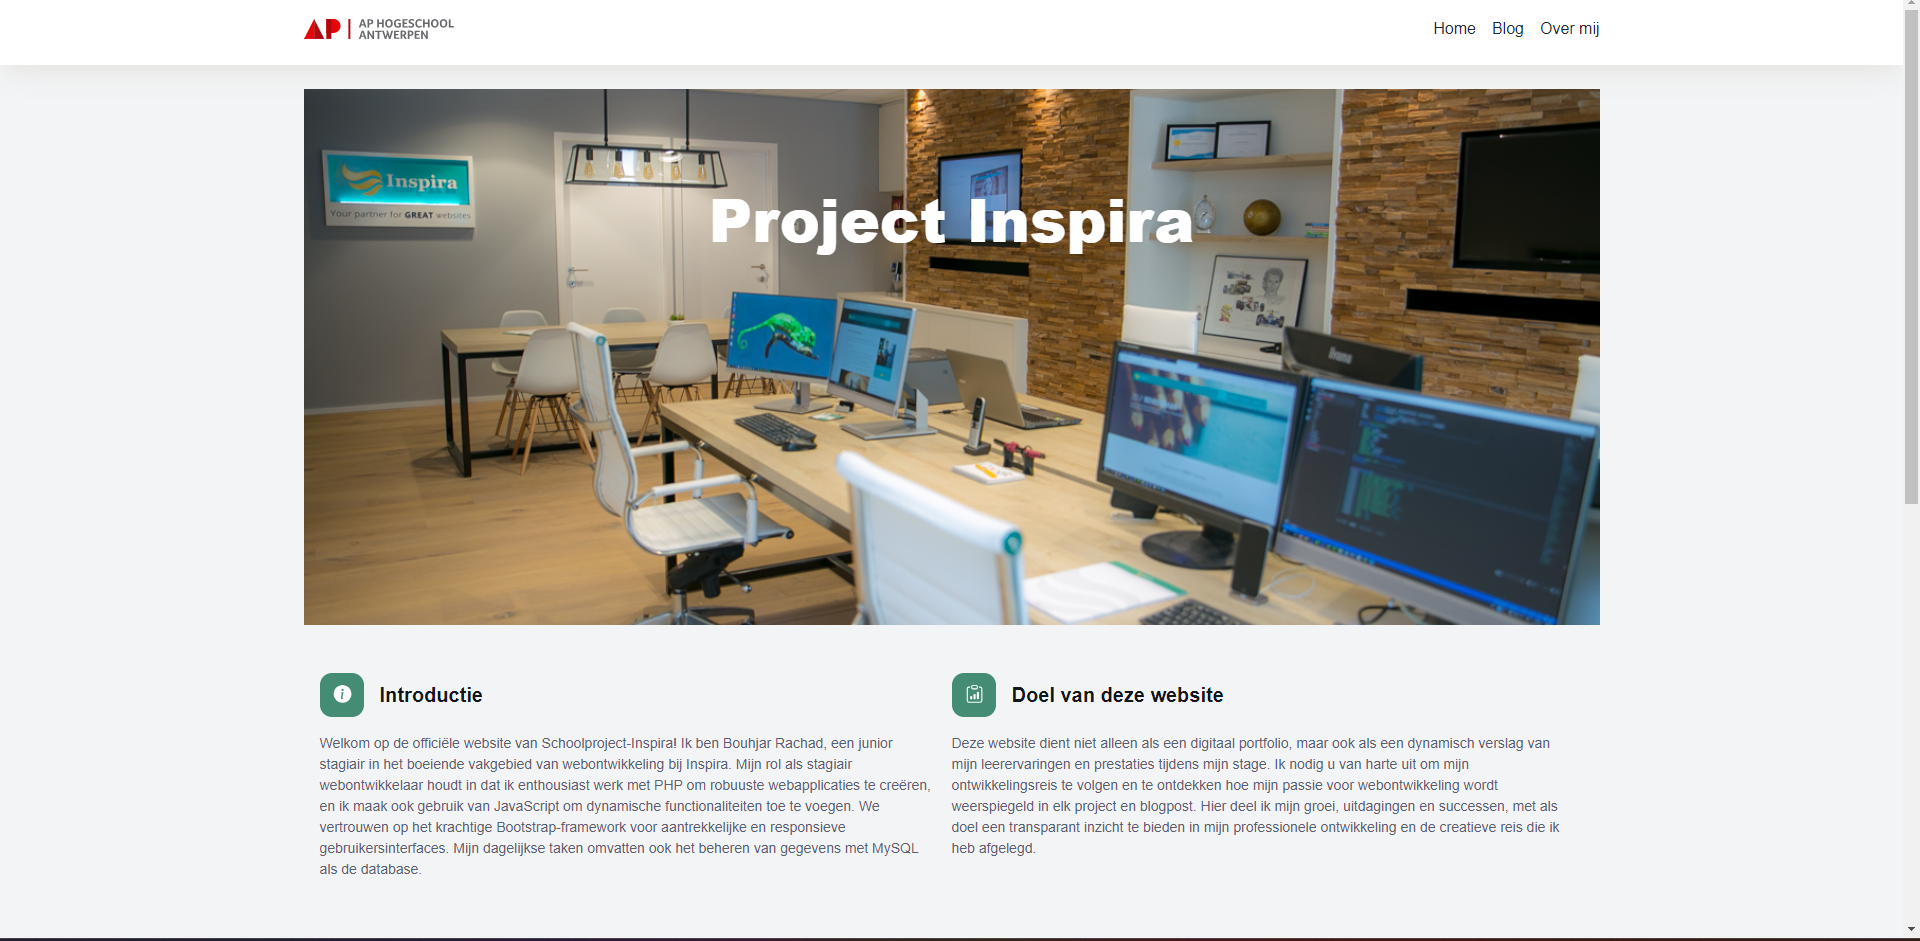 AP
AP HOGESCHOOL
ANTWERPEN
Home
Blog
Over mij
Inspira
Your partner for GREAT websites
Project Inspira
iiyama
Introductie
Welkom op de officiële website van Schoolproject-Inspira! Ik ben Bouhjar Rachad, een junior
stagiair in het boeiende vakgebied van webontwikkeling bij Inspira. Mijn rol als stagiair
webontwikkelaar houdt in dat ik enthousiast werk met PHP om robuuste webapplicaties te creëren,
en ik maak ook gebruik van JavaScript om dynamische functionaliteiten toe te voegen. We
vertrouwen op het krachtige Bootstrap-framework voor aantrekkelijke en responsieve
gebruikersinterfaces. Mijn dagelijkse taken omvatten ook het beheren van gegevens met MySQL
als de database.
Doel van deze website
Deze website dient niet alleen als een digitaal portfolio, maar ook als een dynamisch verslag van
mijn leerervaringen en prestaties tijdens mijn stage. Ik nodig u van harte uit om mijn
ontwikkelingsreis te volgen en te ontdekken hoe mijn passie voor webontwikkeling wordt
weerspiegeld in elk project en blogpost. Hier deel ik mijn groei, uitdagingen en successen, met als
doel een transparant inzicht te bieden in mijn professionele ontwikkeling en de creatieve reis die ik
heb afgelegd.